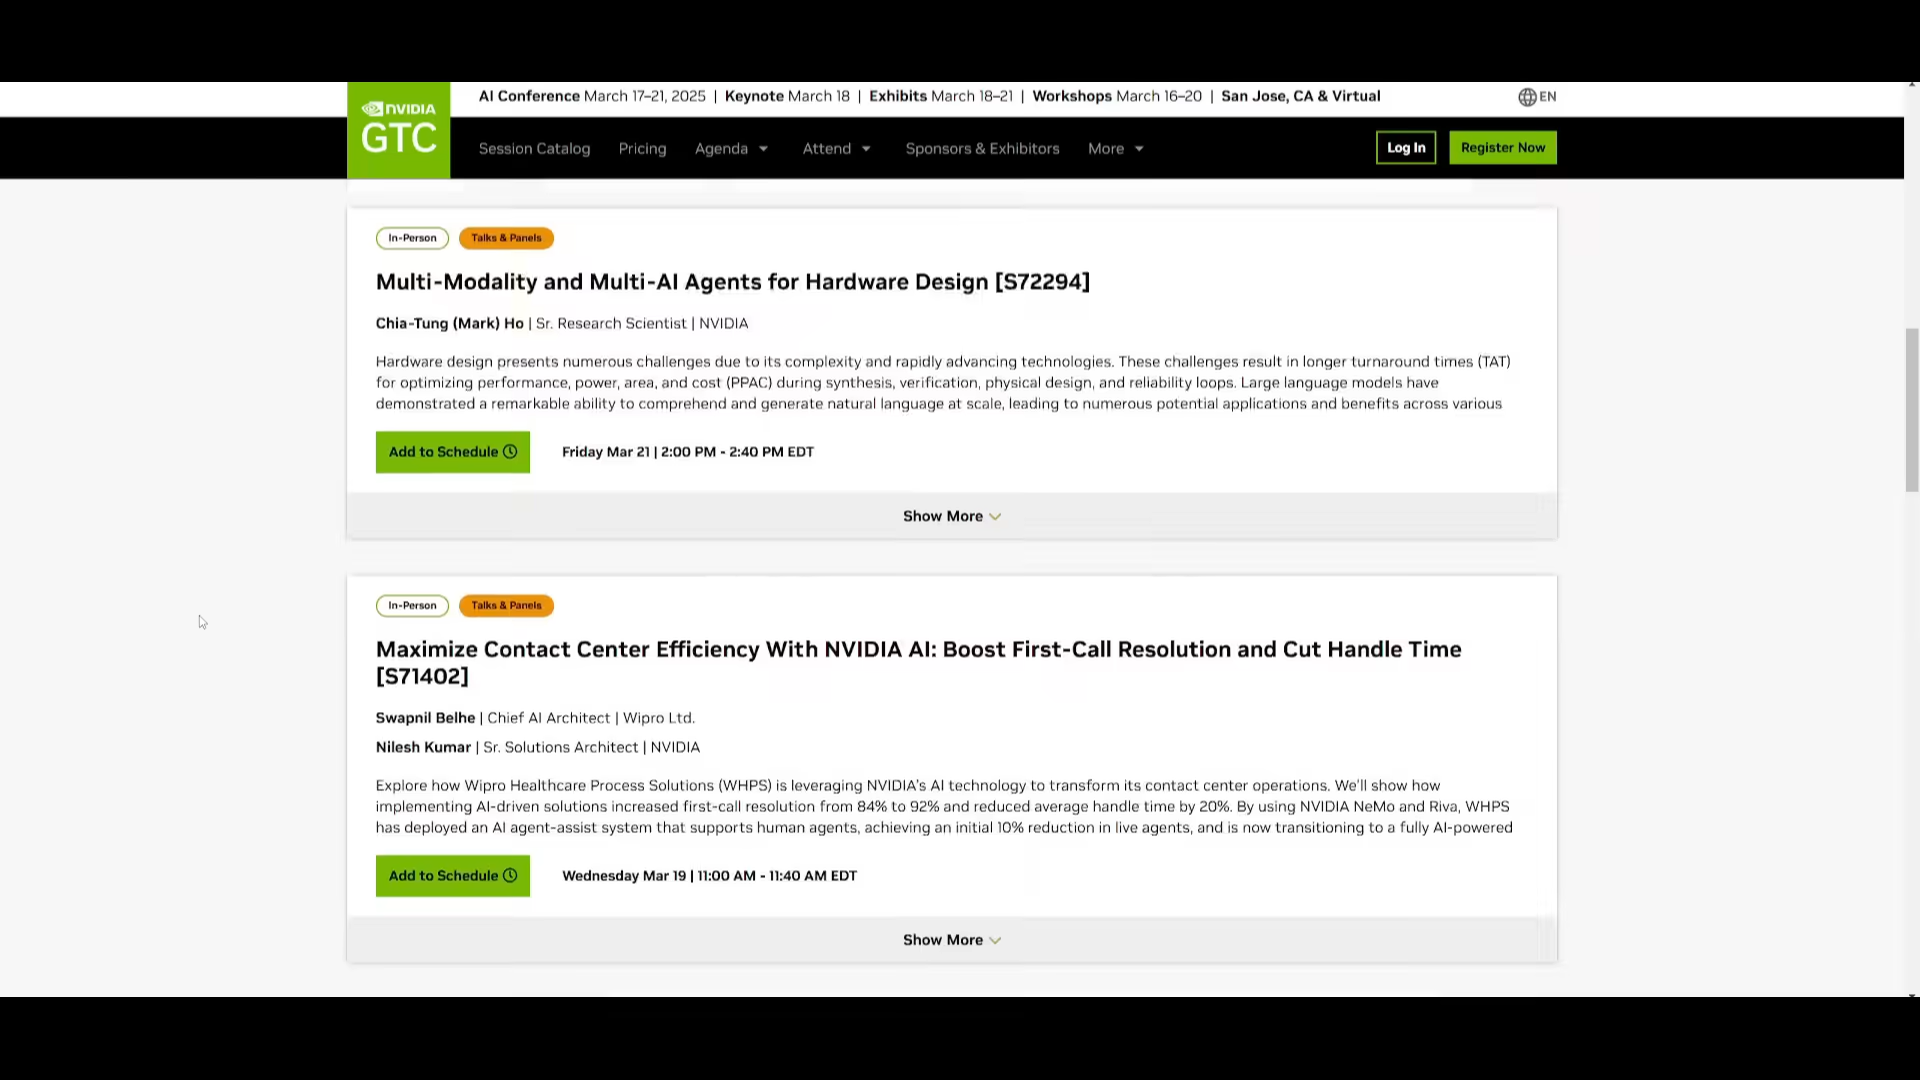 AI Conference March 17–21, 2025 | Keynote March 18 | Exhibits March 18–21 | Workshops March 16–20 | San Jose, CA & Virtual
EN
NVIDIA
GTC
Session Catalog
Pricing
Agenda
Attend
Sponsors & Exhibitors
More
Log In
Register Now
In-Person
Talks & Panels
Multi-Modality and Multi-AI Agents for Hardware Design [S72294]
Chia-Tung (Mark) Ho | Sr. Research Scientist | NVIDIA
Hardware design presents numerous challenges due to its complexity and rapidly advancing technologies. These challenges result in longer turnaround times (TAT)
for optimizing performance, power, area, and cost (PPAC) during synthesis, verification, physical design, and reliability loops. Large language models have
demonstrated a remarkable ability to comprehend and generate natural language at scale, leading to numerous potential applications and benefits across various
Add to Schedule
Friday Mar 21 | 2:00 PM - 2:40 PM EDT
Show More
In-Person
Talks & Panels
Maximize Contact Center Efficiency With NVIDIA AI: Boost First-Call Resolution and Cut Handle Time
[S71402]
Swapnil Belhe | Chief AI Architect | Wipro Ltd.
Nilesh Kumar | Sr. Solutions Architect | NVIDIA
Explore how Wipro Healthcare Process Solutions (WHPS) is leveraging NVIDIA's AI technology to transform its contact center operations. We'll show how
implementing AI-driven solutions increased first-call resolution from 84% to 92% and reduced average handle time by 20%. By using NVIDIA NeMo and Riva, WHPS
has deployed an AI agent-assist system that supports human agents, achieving an initial 10% reduction in live agents, and is now transitioning to a fully AI-powered
Add to Schedule
Wednesday Mar 19 | 11:00 AM - 11:40 AM EDT
Show More